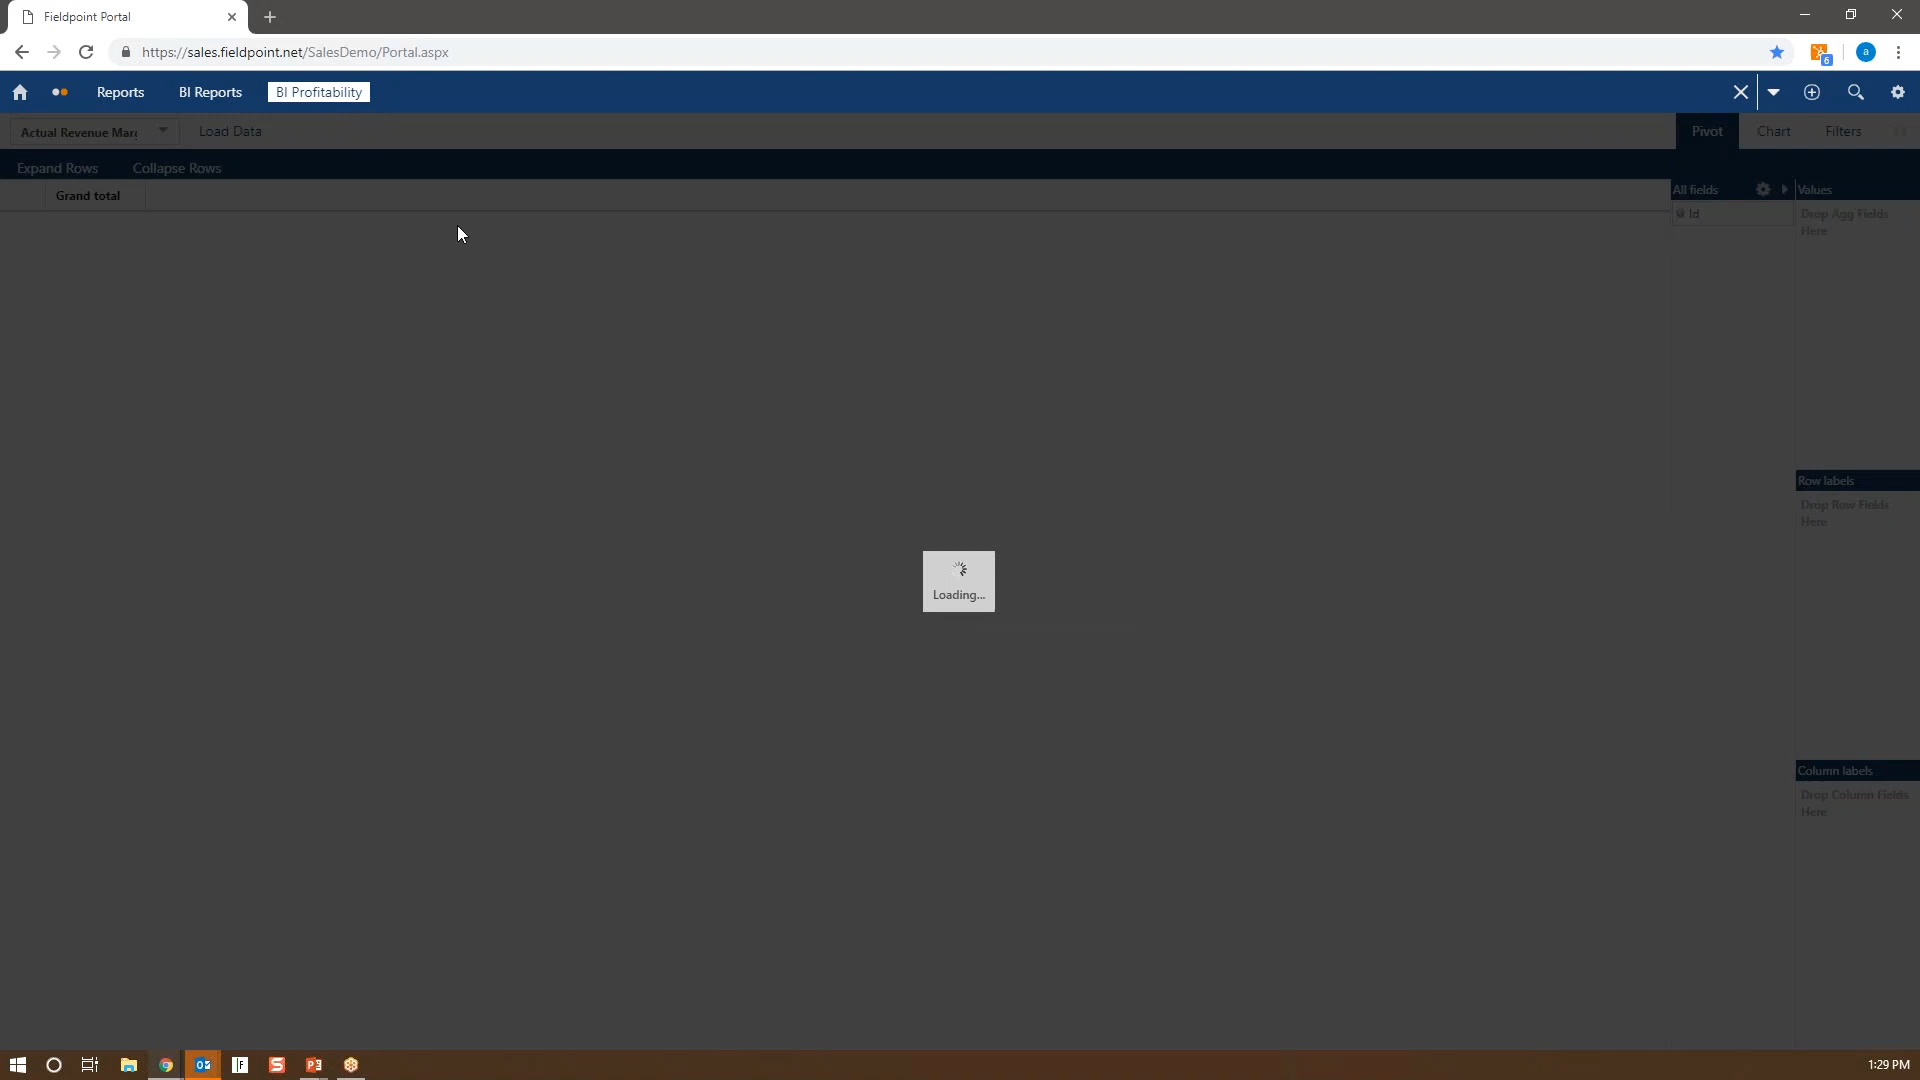 Fieldpoint Portal
https://sales.fieldpoint.net/SalesDemo/Portal.aspx
6
a
Reports
BI Reports
BI Profitability
Actual Revenue Marg
Load Data
Pivot
Chart
Filters
Expand Rows
Collapse Rows
Grand total
All fields
Values
Id
Drop Agg Fields
Here
Row labels
Drop Row Fields
Here
Loading...
Column labels
Drop Column Fields
Here
1:29 PM